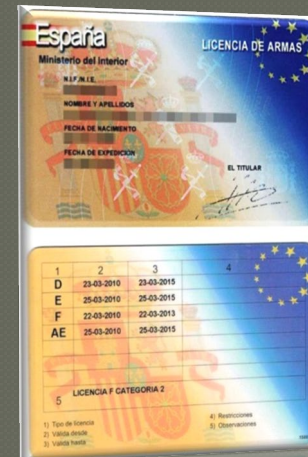 España
LICENCIA DE ARMAS
Ministerio del Interior
N.I.F./N.I.E.
NOMBRE Y APELLIDOS
FECHA DE NACIMIENTO
FECHA DE EXPEDICIÓN
EL TITULAR
1 2 3 4
D 23-03-2010 23-03-2015
E 25-03-2010 25-03-2015
F 22-03-2010 22-03-2013
AE 25-03-2010 25-03-2015
5 LICENCIA F CATEGORIA 2
1) Tipo de licencia
2) Válida desde
3) Válida hasta
4) Restricciones
5) Observaciones